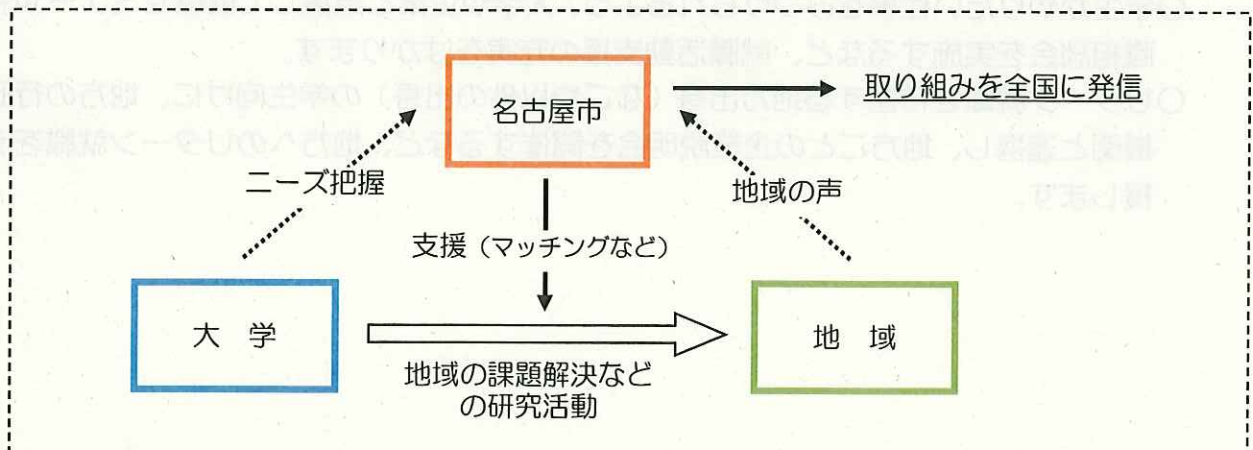 取り組みを全国に発信
名古屋市
ニーズ把握
地域の声
支援（マッチングなど）
大　学
地　域
地域の課題解決など
の研究活動